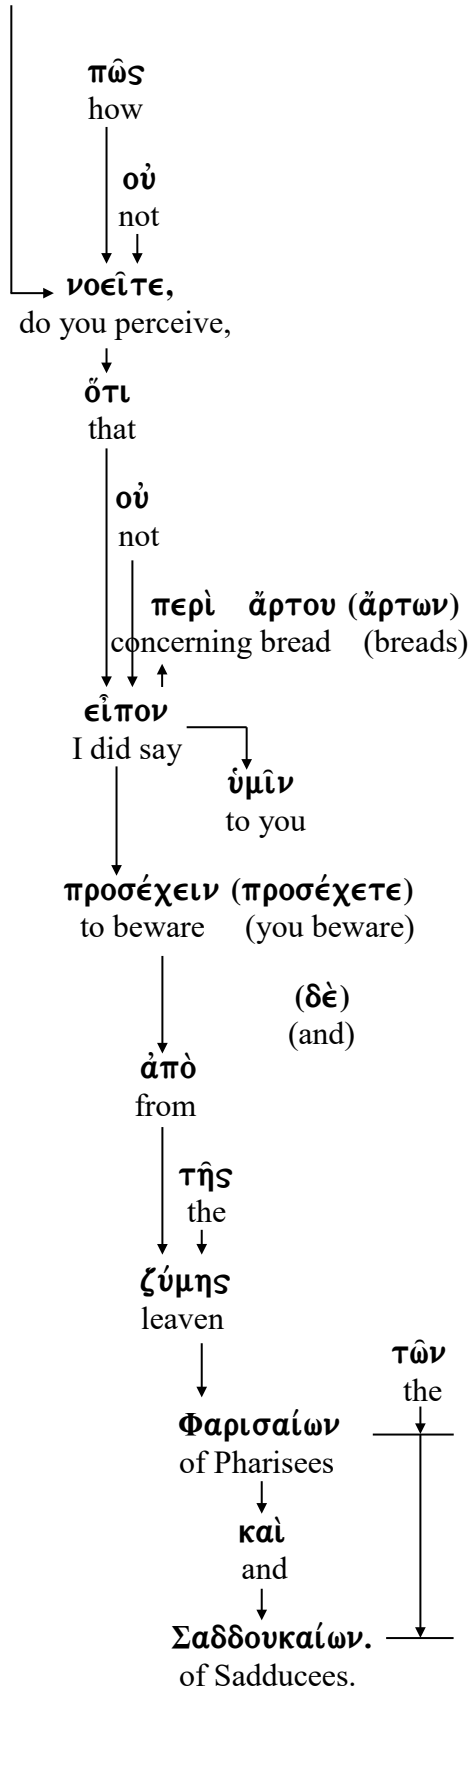 πῶς
how
οὐ
not
νοεῖτε,
do you perceive,
ὅτι
that
οὐ
not
περὶ ἄρτου (ἄρτων)
concerning bread (breads)
εἶπον
I did say
ὑμῖν
to you
προσέχειν (προσέχετε)
to beware (you beware)
(δὲ)
(and)
ἀπὸ
from
τῆς
the
ζύμης
leaven
τῶν
the
Φαρισαίων
of Pharisees
καὶ
and
Σαδδουκαίων.
of Sadducees.